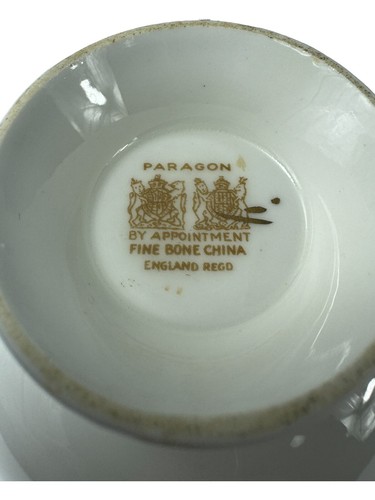 PARAGON
BY APPOINTMENT
FINE BONE CHINA
ENGLAND REGD